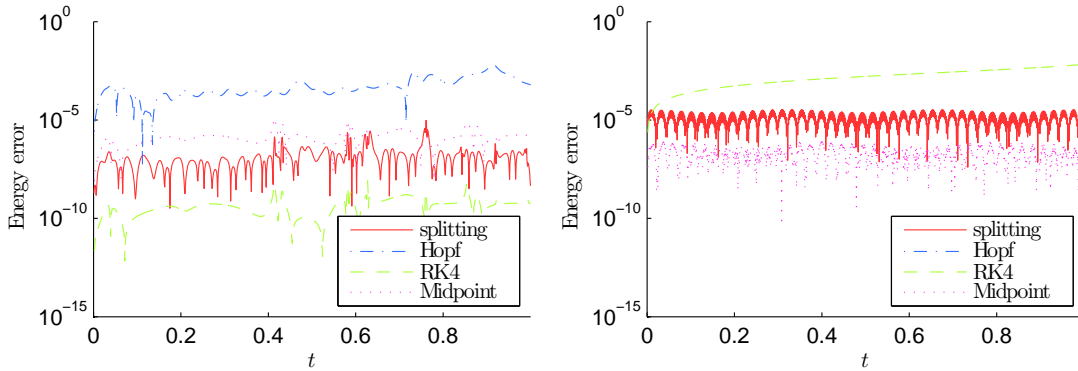 10^0
10^-5
10^-10
10^-15
Energy error
0
0.2
0.4
0.6
0.8
t
splitting
Hopf
RK4
Midpoint
10^0
10^-5
10^-10
10^-15
Energy error
0
0.2
0.4
0.6
0.8
t
splitting
Hopf
RK4
Midpoint